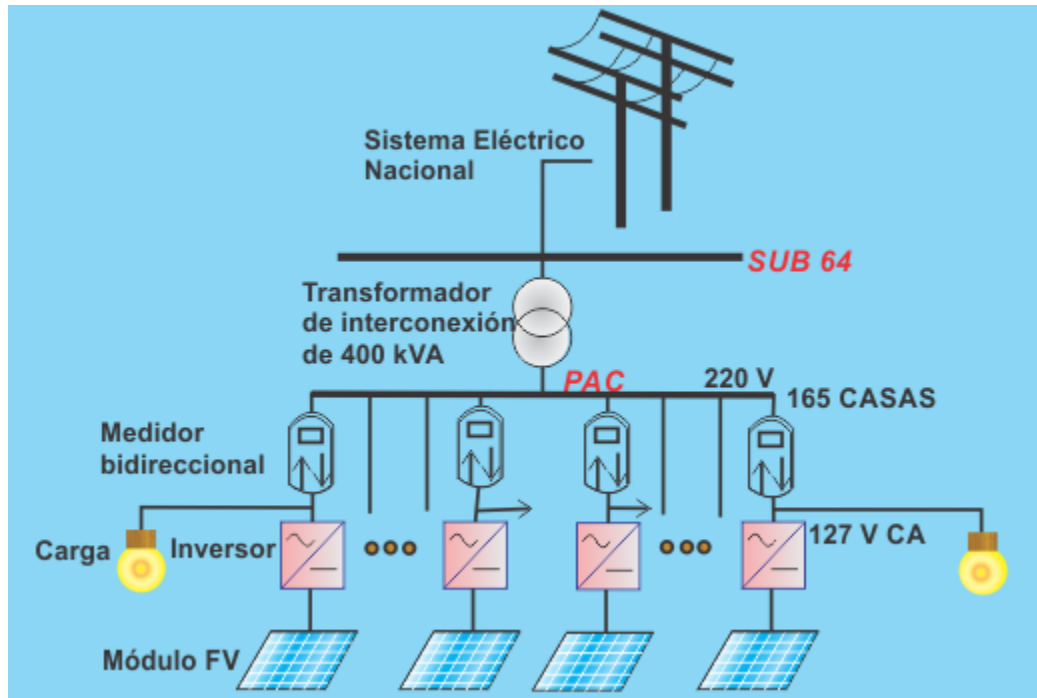 Sistema Eléctrico
Nacional
SUB 64
Transformador
de interconexión
de 400 kVA
PAC
220 V
165 CASAS
Medidor
bidireccional
Carga
Inversor
127 V CA
Módulo FV